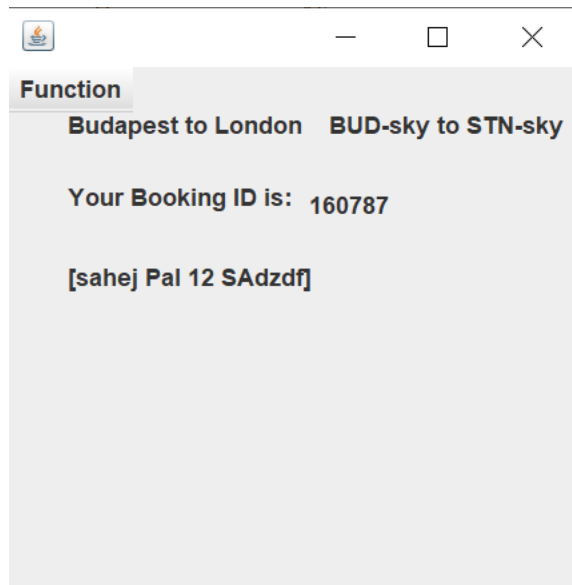 Function
Budapest to London BUD-sky to STN-sky
Your Booking ID is: 160787
[sahej Pal 12 SAdzdf]